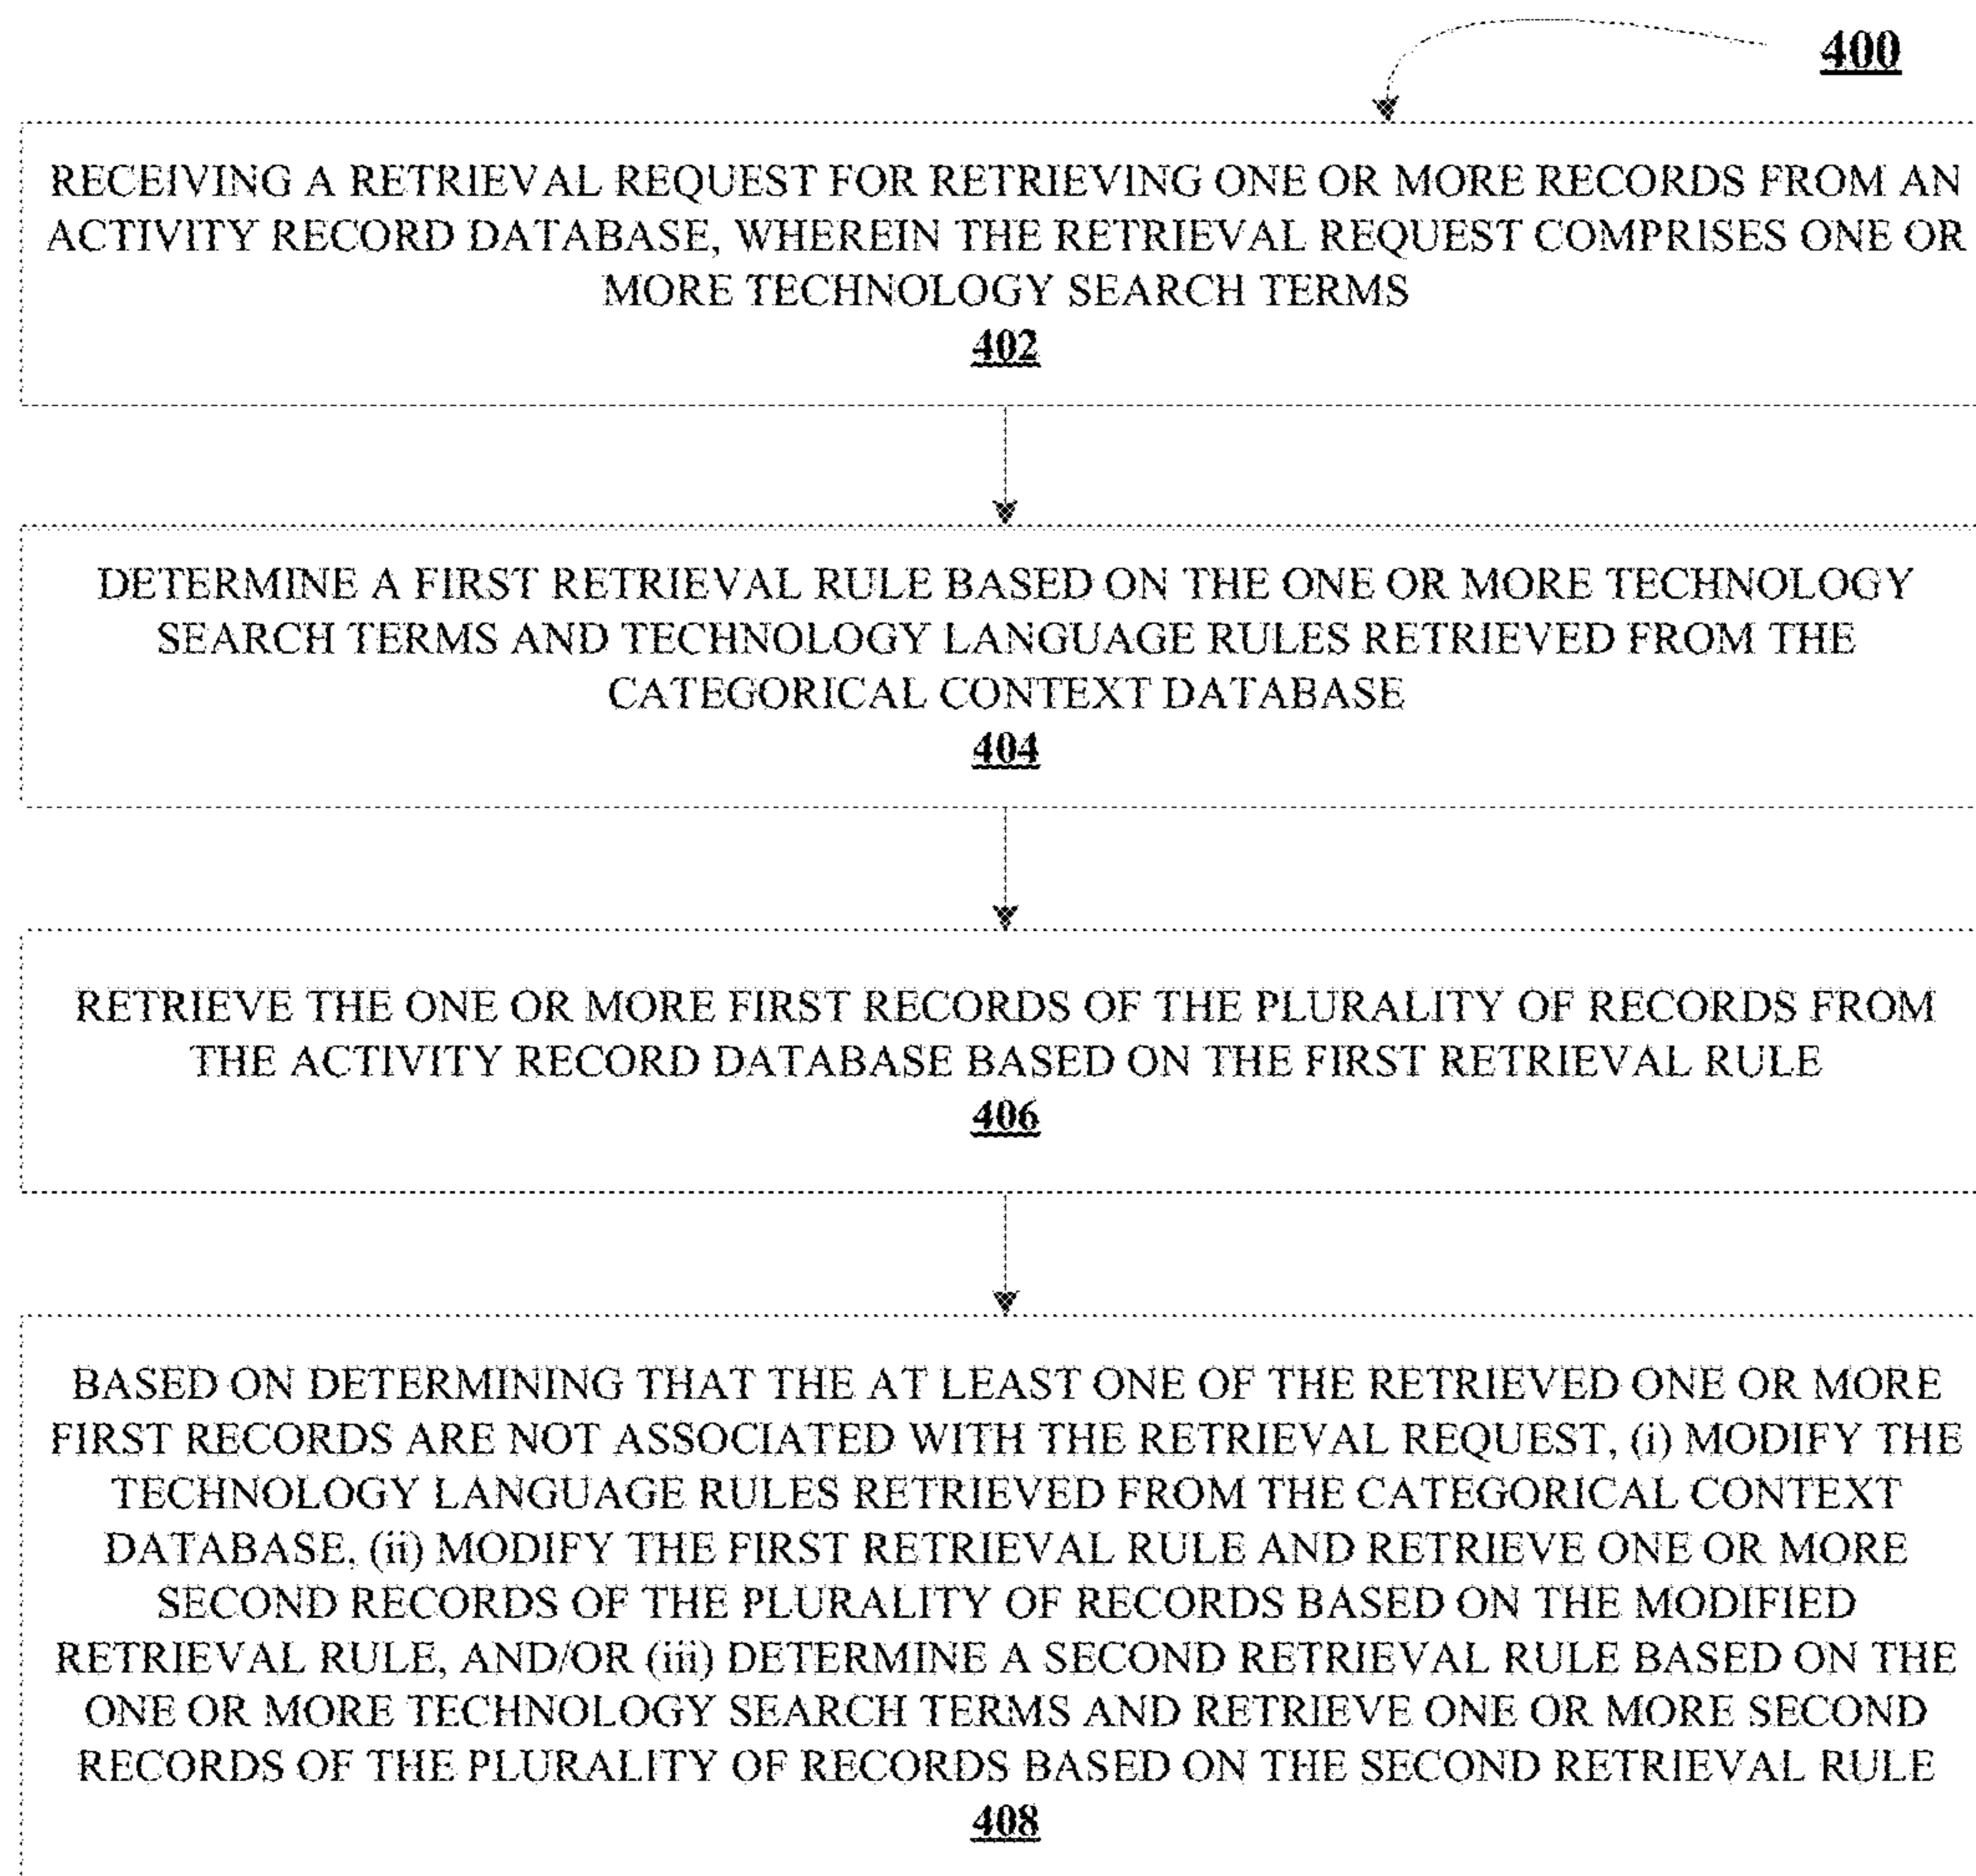 400
RECEIVING A RETRIEVAL REQUEST FOR RETRIEVING ONE OR MORE RECORDS FROM AN
ACTIVITY RECORD DATABASE, WHEREIN THE RETRIEVAL REQUEST COMPRISES ONE OR
MORE TECHNOLOGY SEARCH TERMS
402
DETERMINE A FIRST RETRIEVAL RULE BASED ON THE ONE OR MORE TECHNOLOGY
SEARCH TERMS AND TECHNOLOGY LANGUAGE RULES RETRIEVED FROM THE
CATEGORICAL CONTEXT DATABASE
404
RETRIEVE THE ONE OR MORE FIRST RECORDS OF THE PLURALITY OF RECORDS FROM
THE ACTIVITY RECORD DATABASE BASED ON THE FIRST RETRIEVAL RULE
406
BASED ON DETERMINING THAT THE AT LEAST ONE OF THE RETRIEVED ONE OR MORE
FIRST RECORDS ARE NOT ASSOCIATED WITH THE RETRIEVAL REQUEST, (i) MODIFY THE
TECHNOLOGY LANGUAGE RULES RETRIEVED FROM THE CATEGORICAL CONTEXT
DATABASE, (ii) MODIFY THE FIRST RETRIEVAL RULE AND RETRIEVE ONE OR MORE
SECOND RECORDS OF THE PLURALITY OF RECORDS BASED ON THE MODIFIED
RETRIEVAL RULE, AND/OR (iii) DETERMINE A SECOND RETRIEVAL RULE BASED ON THE
ONE OR MORE TECHNOLOGY SEARCH TERMS AND RETRIEVE ONE OR MORE SECOND
RECORDS OF THE PLURALITY OF RECORDS BASED ON THE SECOND RETRIEVAL RULE
408